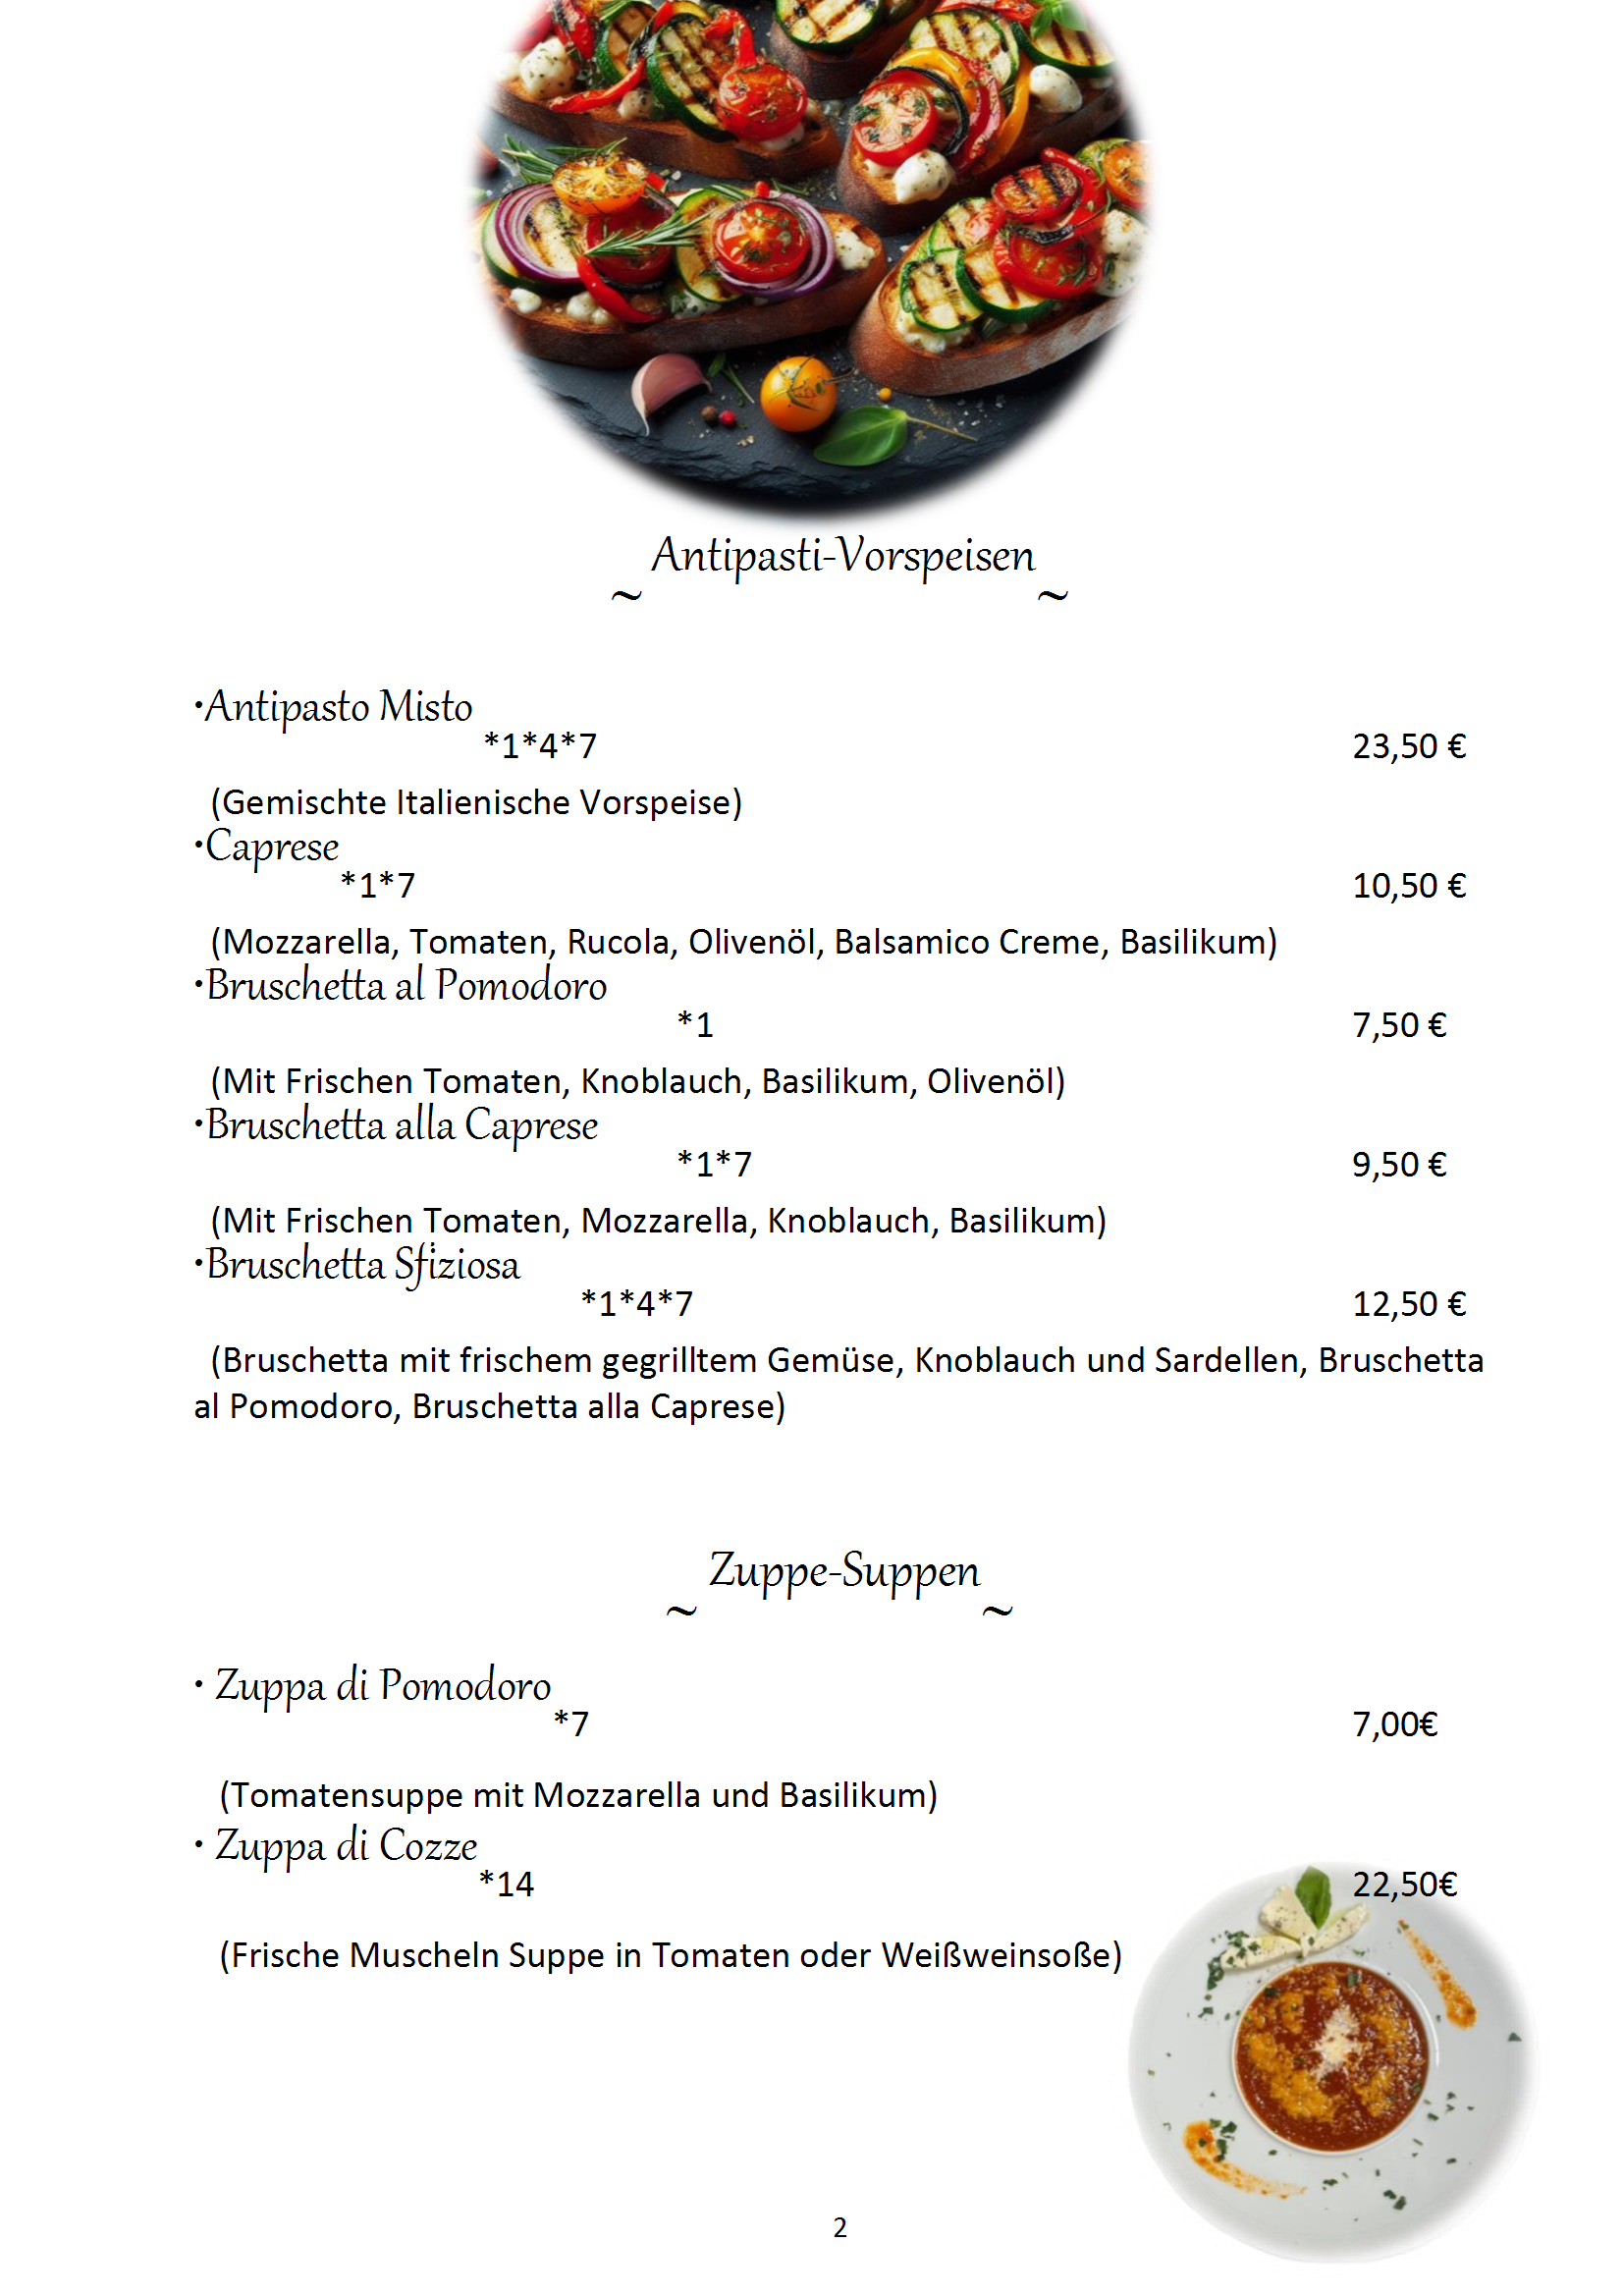 ~ Antipasti-Vorspeisen ~
•Antipasto Misto *1*4*7 23,50 €
(Gemischte Italienische Vorspeise)
•Caprese *1*7 10,50 €
(Mozzarella, Tomaten, Rucola, Olivenöl, Balsamico Creme, Basilikum)
•Bruschetta al Pomodoro *1 7,50 €
(Mit Frischen Tomaten, Knoblauch, Basilikum, Olivenöl)
•Bruschetta alla Caprese *1*7 9,50 €
(Mit Frischen Tomaten, Mozzarella, Knoblauch, Basilikum)
•Bruschetta Sfiziosa *1*4*7 12,50 €
(Bruschetta mit frischem gegrilltem Gemüse, Knoblauch und Sardellen, Bruschetta
al Pomodoro, Bruschetta alla Caprese)
~ Zuppe-Suppen ~
• Zuppa di Pomodoro *7 7,00€
(Tomatensuppe mit Mozzarella und Basilikum)
• Zuppa di Cozze *14 22,50€
(Frische Muscheln Suppe in Tomaten oder Weißweinsoße)
2